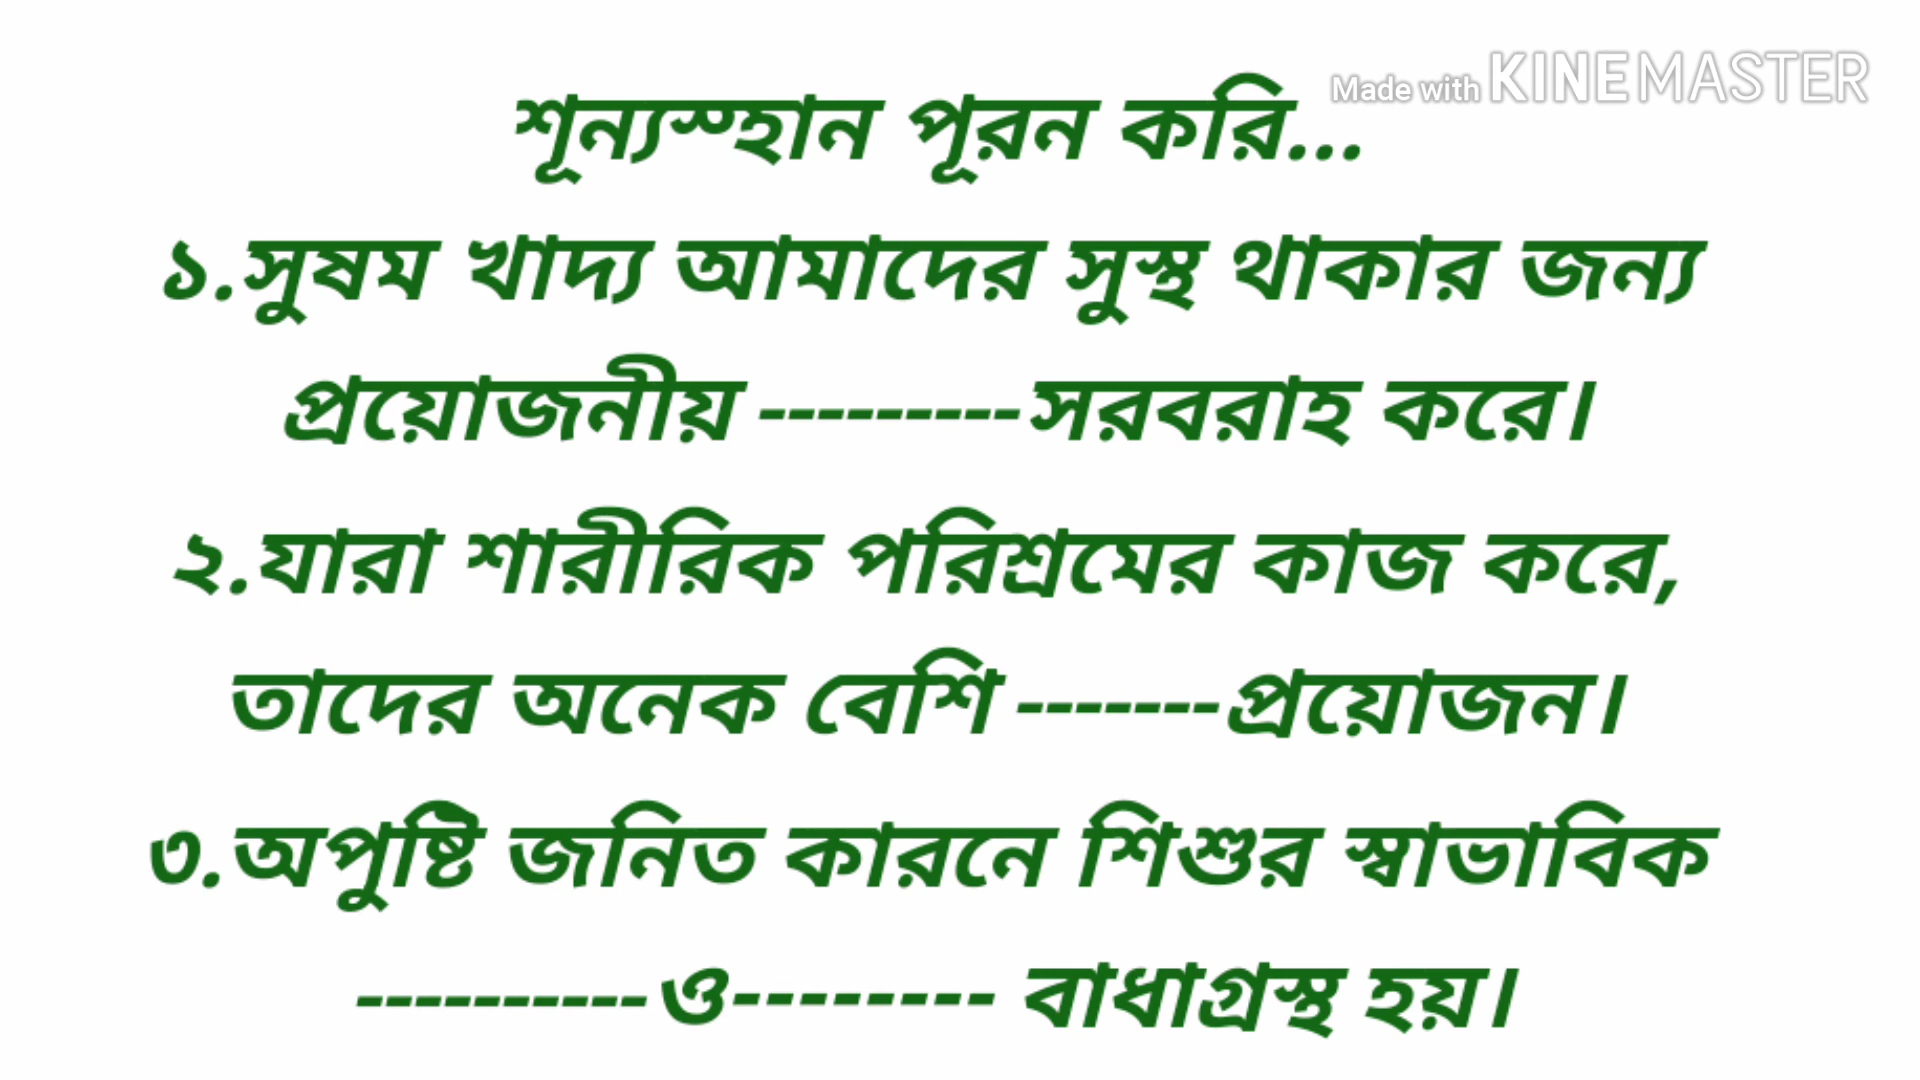 Made with KINEMASTER
শূন্যস্হান পূরন করি...
১.সুষম খাদ্য আমাদের সুস্থ থাকার জন্য
প্রয়োজনীয় ---------সরবরাহ করে।
২.যারা শারীরিক পরিশ্রমের কাজ করে,
তাদের অনেক বেশি -------প্রয়োজন।
৩.অপুষ্টি জনিত কারনে শিশুর স্বাভাবিক
----------ও-------- বাধাগ্রস্থ হয়।